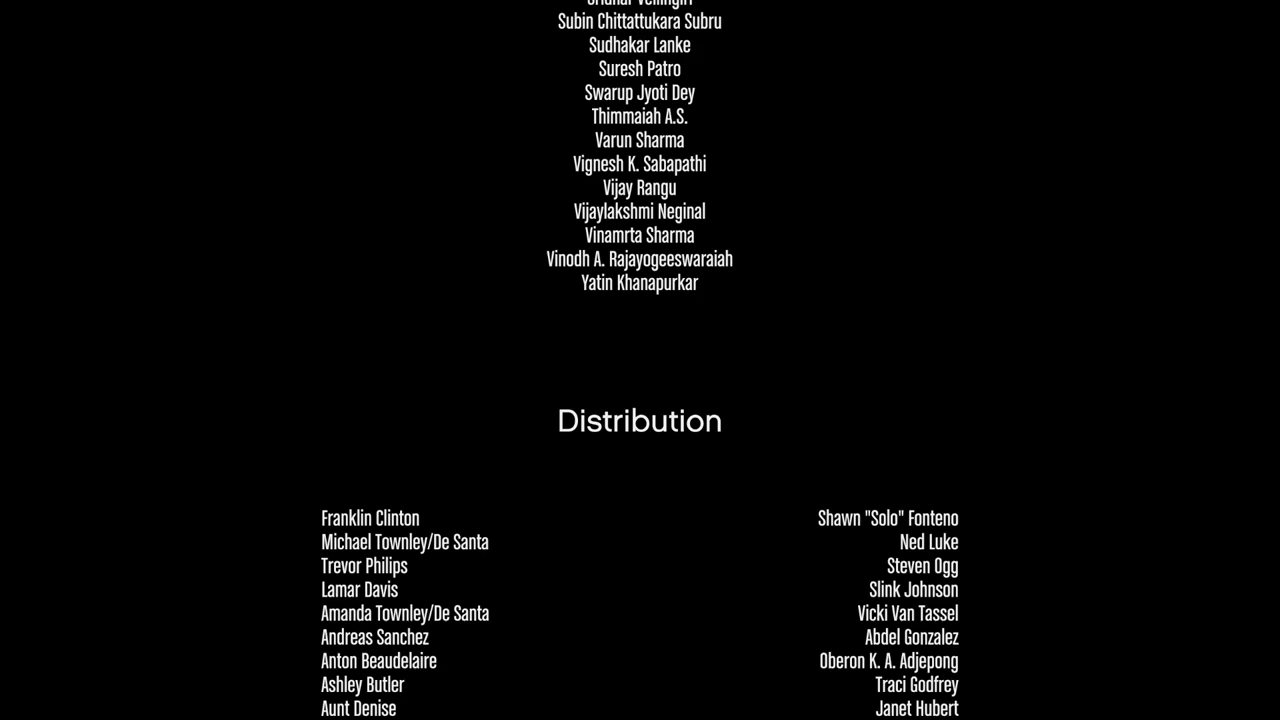 Sridhar Vellingiri
Subin Chittattukara Subru
Sudhakar Lanke
Suresh Patro
Swarup Jyoti Dey
Thimmaiah A.S.
Varun Sharma
Vignesh K. Sabapathi
Vijay Rangu
Vijaylakshmi Neginal
Vinamrta Sharma
Vinodh A. Rajayogeeswaraiah
Yatin Khanapurkar
Distribution
Franklin Clinton Shawn "Solo" Fonteno
Michael Townley/De Santa Ned Luke
Trevor Philips Steven Ogg
Lamar Davis Slink Johnson
Amanda Townley/De Santa Vicki Van Tassel
Andreas Sanchez Abdel Gonzalez
Anton Beaudelaire Oberon K. A. Adjepong
Ashley Butler Traci Godfrey
Aunt Denise Janet Hubert